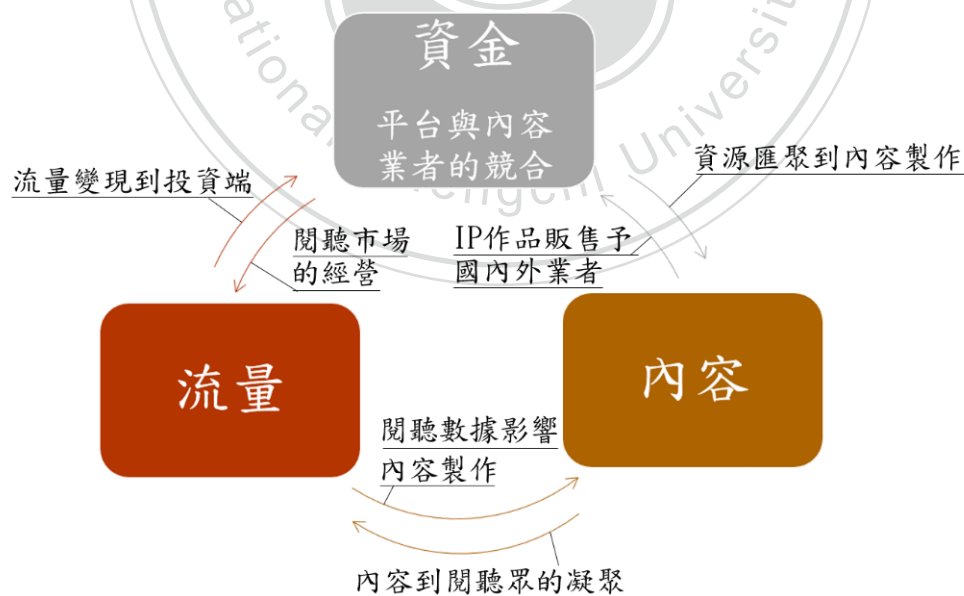 資金
平台與內容
業者的競合
流量變現到投資端
資源匯聚到內容製作
閱聽市場
的經營
IP作品販售予
國內外業者
流量
內容
閱聽數據影響
內容製作
內容到閱聽眾的凝聚
ational
Chengchi Universi